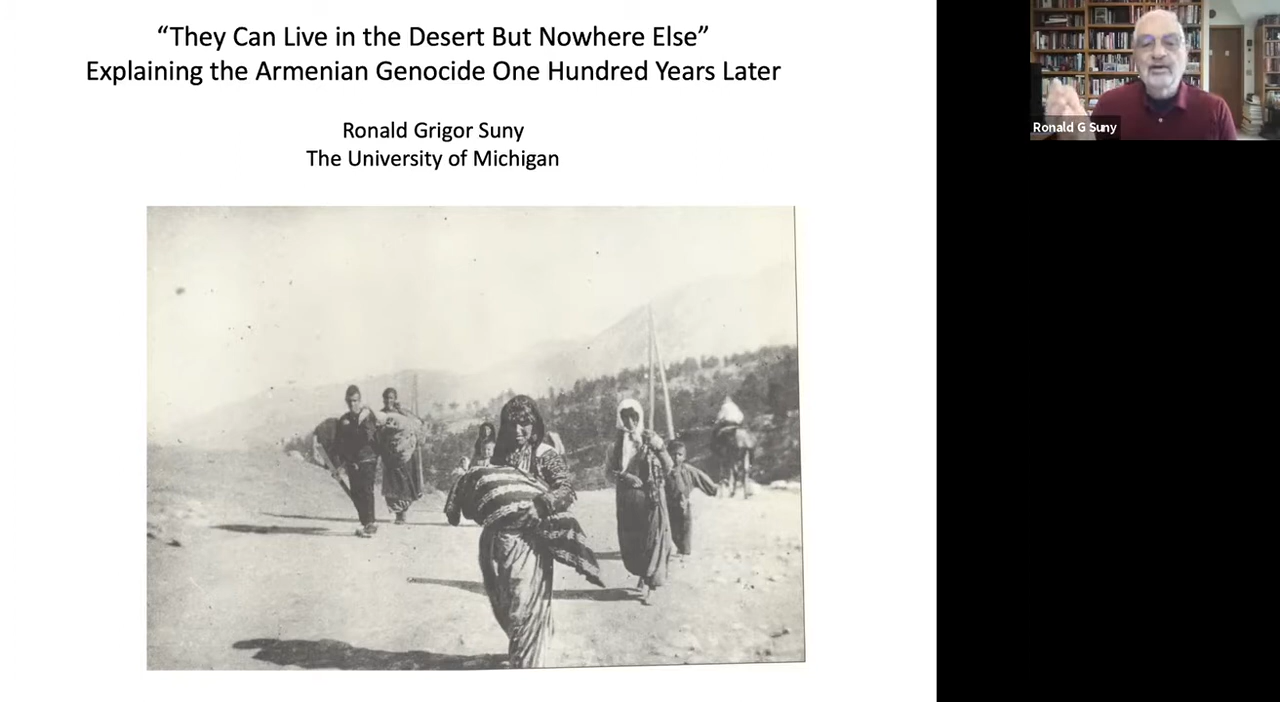 “They Can Live in the Desert But Nowhere Else”
Explaining the Armenian Genocide One Hundred Years Later
Ronald Grigor Suny
The University of Michigan
Ronald G Suny